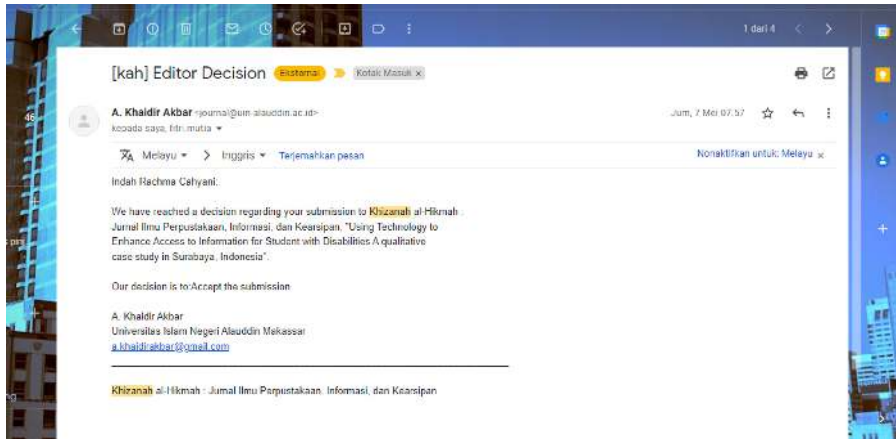 1 dari 4
[kah] Editor Decision Eksternal Kotak Masuk x
A. Khaidir Akbar <journal@uin-alauddin.ac.id>
Jum, 7 Mei 07.57
kepada saya, fitri.mutia
Melayu > Inggris Terjemahkan pesan
Nonaktifkan untuk: Melayu x
Indah Rachma Cahyani:
We have reached a decision regarding your submission to Khizanah al-Hikmah :
Jurnal Ilmu Perpustakaan, Informasi, dan Kearsipan, "Using Technology to
Enhance Access to Information for Student with Disabilities A qualitative
case study in Surabaya, Indonesia".
Our decision is to:Accept the submission
A. Khaidir Akbar
Universitas Islam Negeri Alauddin Makassar
a.khaidirakbar@gmail.com
Khizanah al-Hikmah : Jurnal Ilmu Perpustakaan, Informasi, dan Kearsipan
46